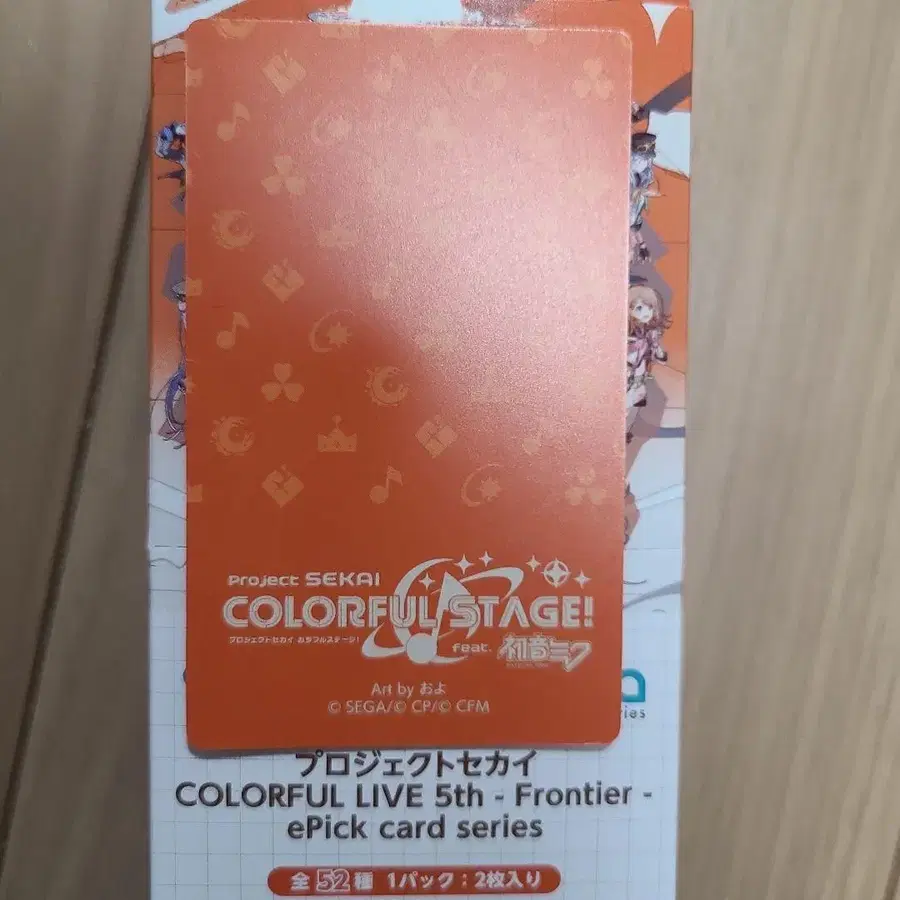 Project SEKAI
COLORFUL STAGE!
プロジェクトセカイ カラフルステージ!
feat. 初音ミク
Art by およ
© SEGA/© CP/© CFM
ries
プロジェクトセカイ
COLORFUL LIVE 5th - Frontier -
ePick card series
全52種 1パック:2枚入り